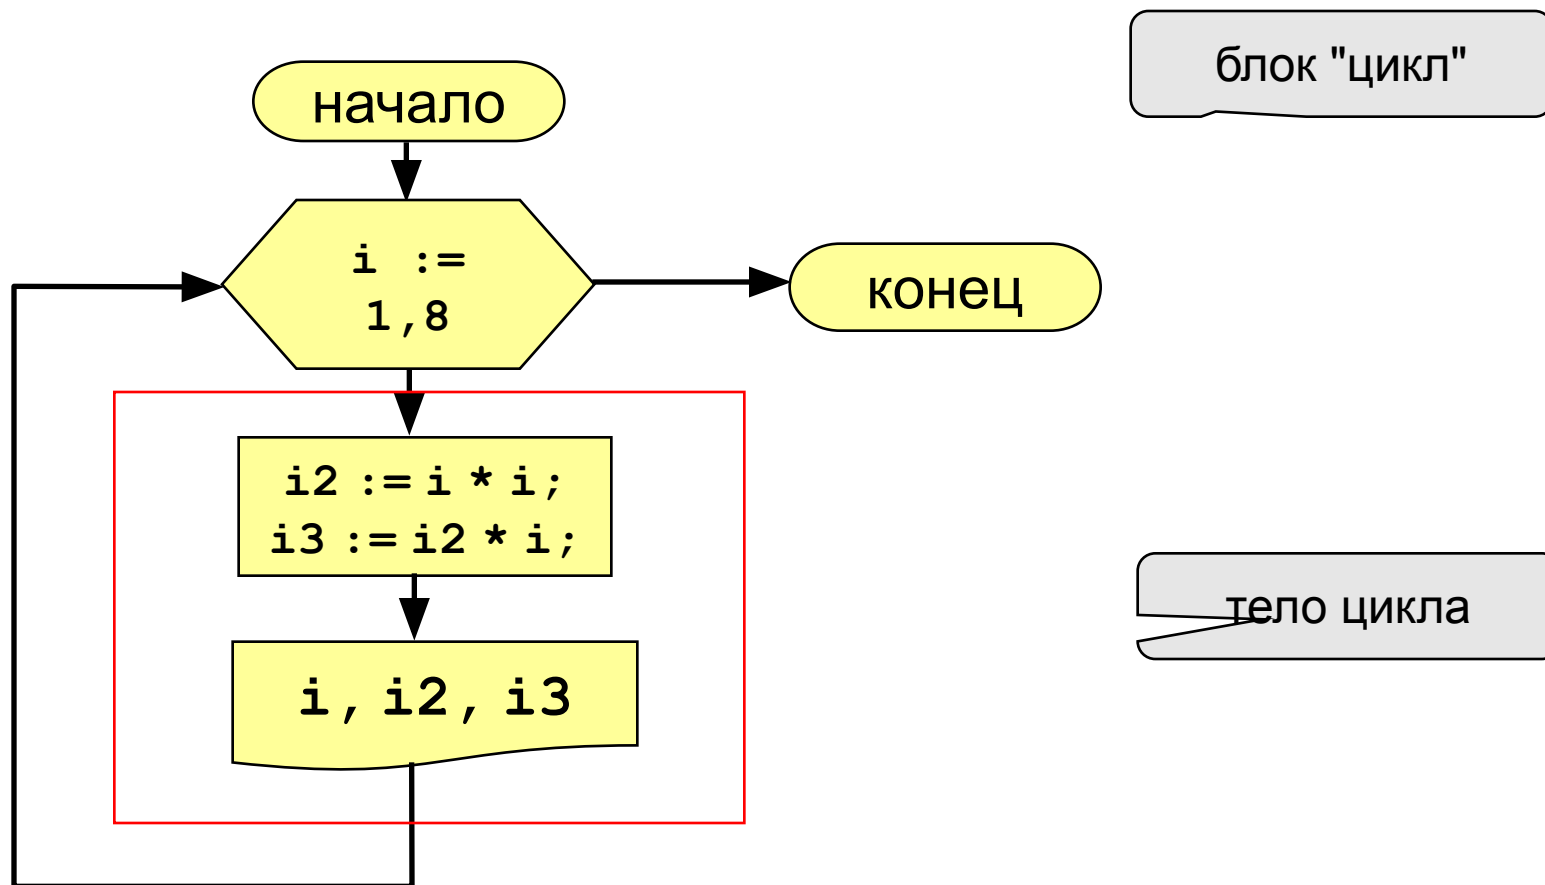 блок "цикл"
начало
i :=
1,8
конец
i2 := i * i;
i3 := i2 * i;
тело цикла
i, i2, i3